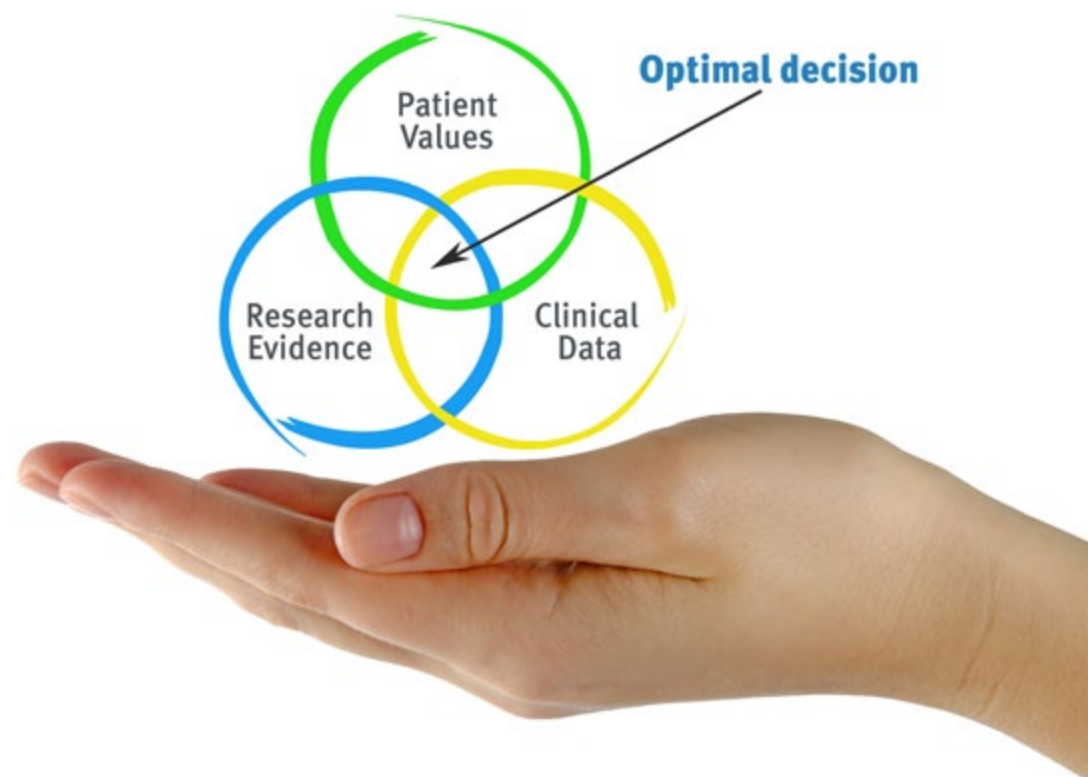 Optimal decision
Patient
Values
Research
Evidence
Clinical
Data